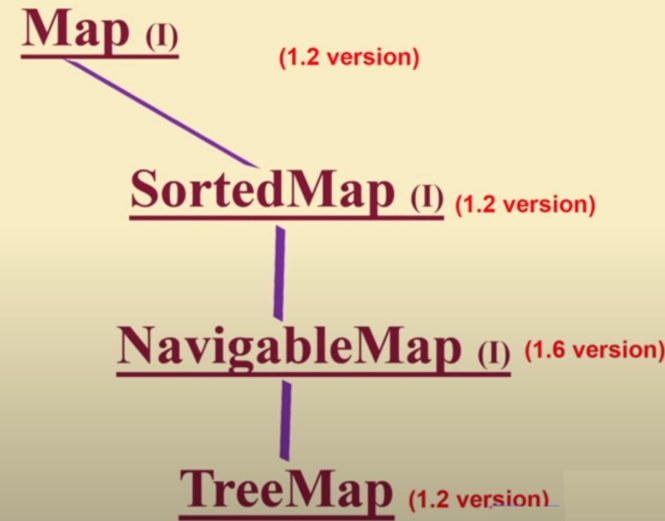 Map (I) (1.2 version)
SortedMap (I) (1.2 version)
NavigableMap (I) (1.6 version)
TreeMap (1.2 version)